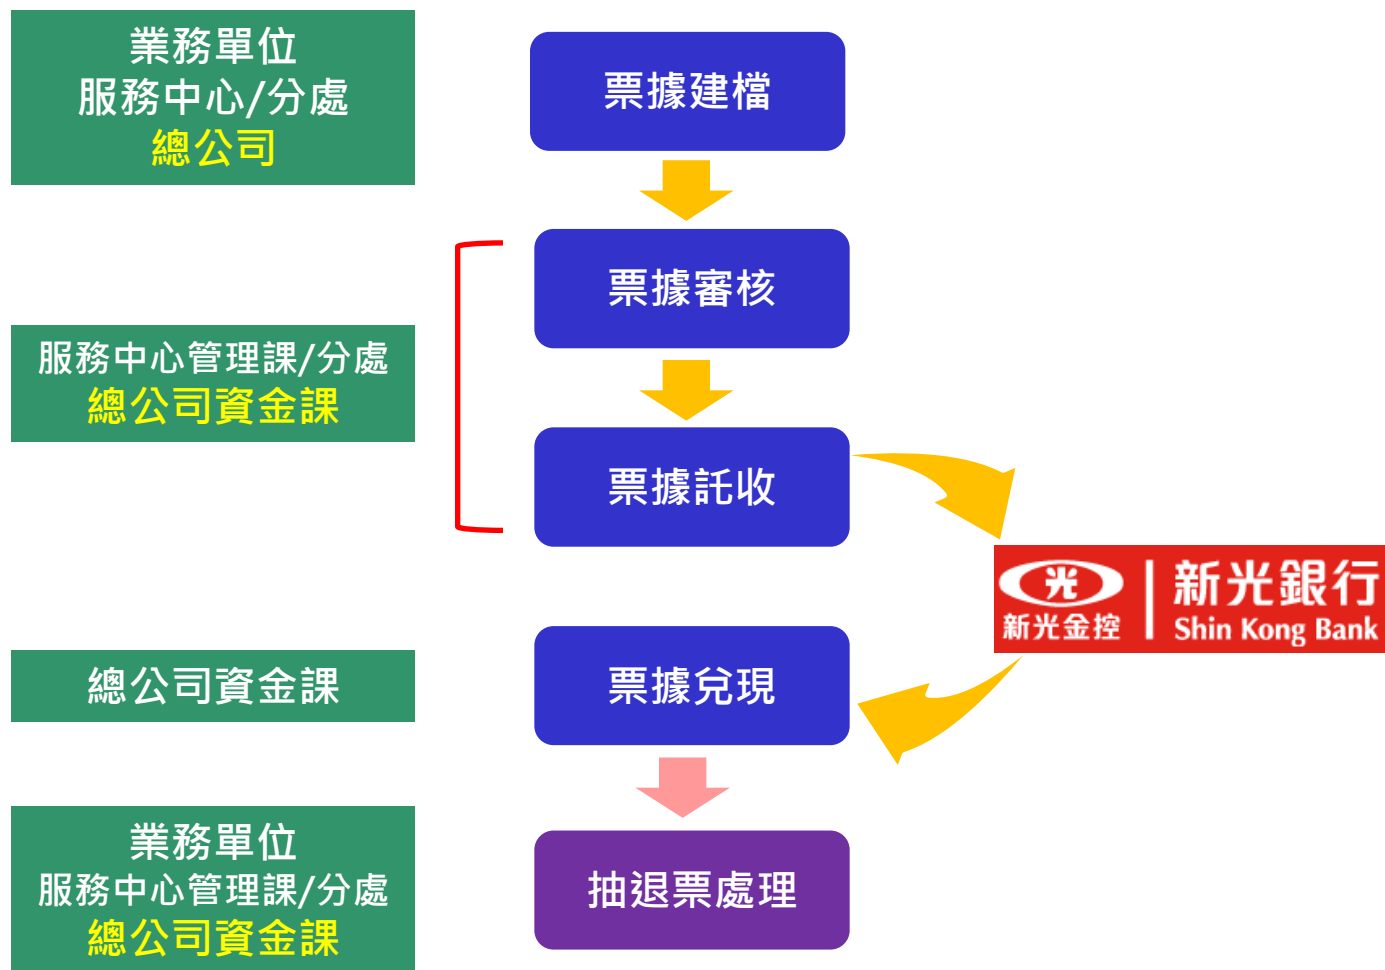 業務單位
服務中心/分處
總公司
票據建檔
票據審核
服務中心管理課/分處
總公司資金課
票據託收
光
新光金控
新光銀行
Shin Kong Bank
總公司資金課
票據兌現
業務單位
服務中心管理課/分處
總公司資金課
抽退票處理